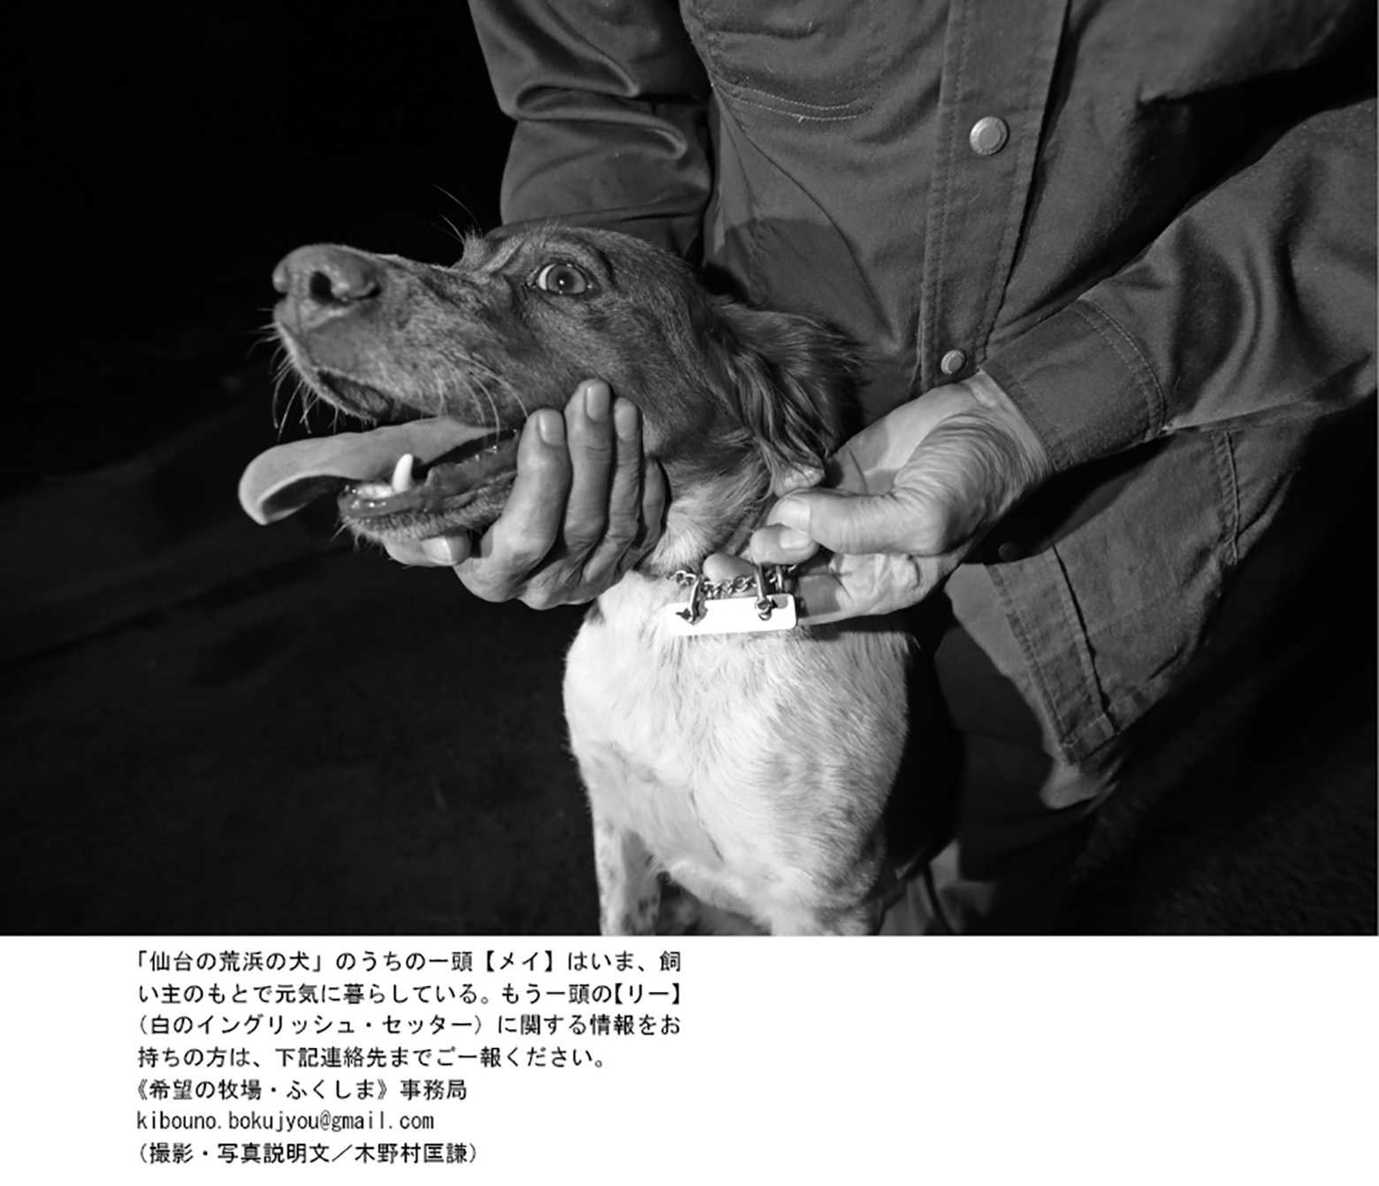 「仙台の荒浜の犬」のうちの一頭【メイ】はいま、飼
い主のもとで元気に暮らしている。もう一頭の【リー】
（白のイングリッシュ・セッター）に関する情報をお
持ちの方は、下記連絡先までご一報ください。
《希望の牧場・ふくしま》事務局
kibouno.bokujyou@gmail.com
（撮影・写真説明文／木野村匡謙）